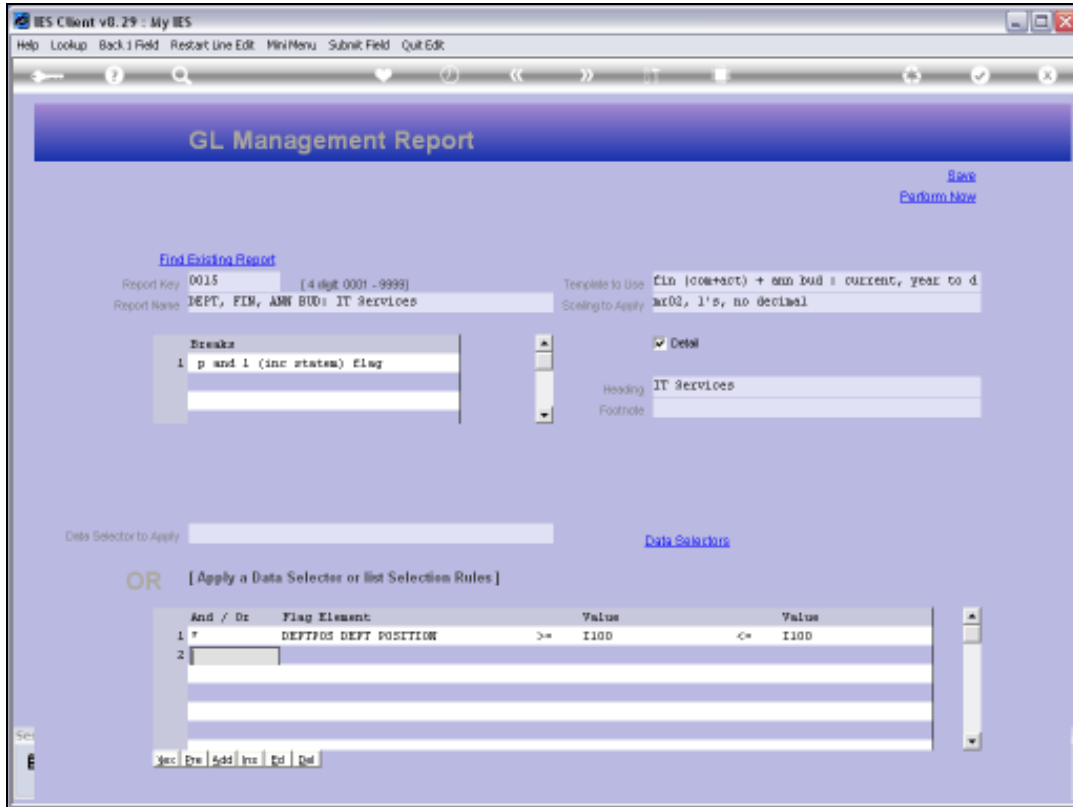 IES Client v8.29 : My IES
Help Lookup Back 1 Field Restart Line Edit MiniMenu Submit Field Quit Edit
GL Management Report
Save
Perform Now
Find Existing Report
Report Key 0015 [ 4 digit 0001 - 9999] Template to Use fin (com+act) + ann bud : current, year to d
Report Name DEPT, FIN, ANN BUD: IT Services Scaling to Apply mr02, 1's, no decimal
Breaks Detail
1 p and l (inc statem) flag
Heading IT Services
Footnote
Data Selector to Apply Data Selectors
OR [ Apply a Data Selector or list Selection Rules ]
And / Or Flag Element Value Value
1 DEPTPOS DEPT POSITION >= I100 <= I100
2
Nex Pre Add Ins Ed Del